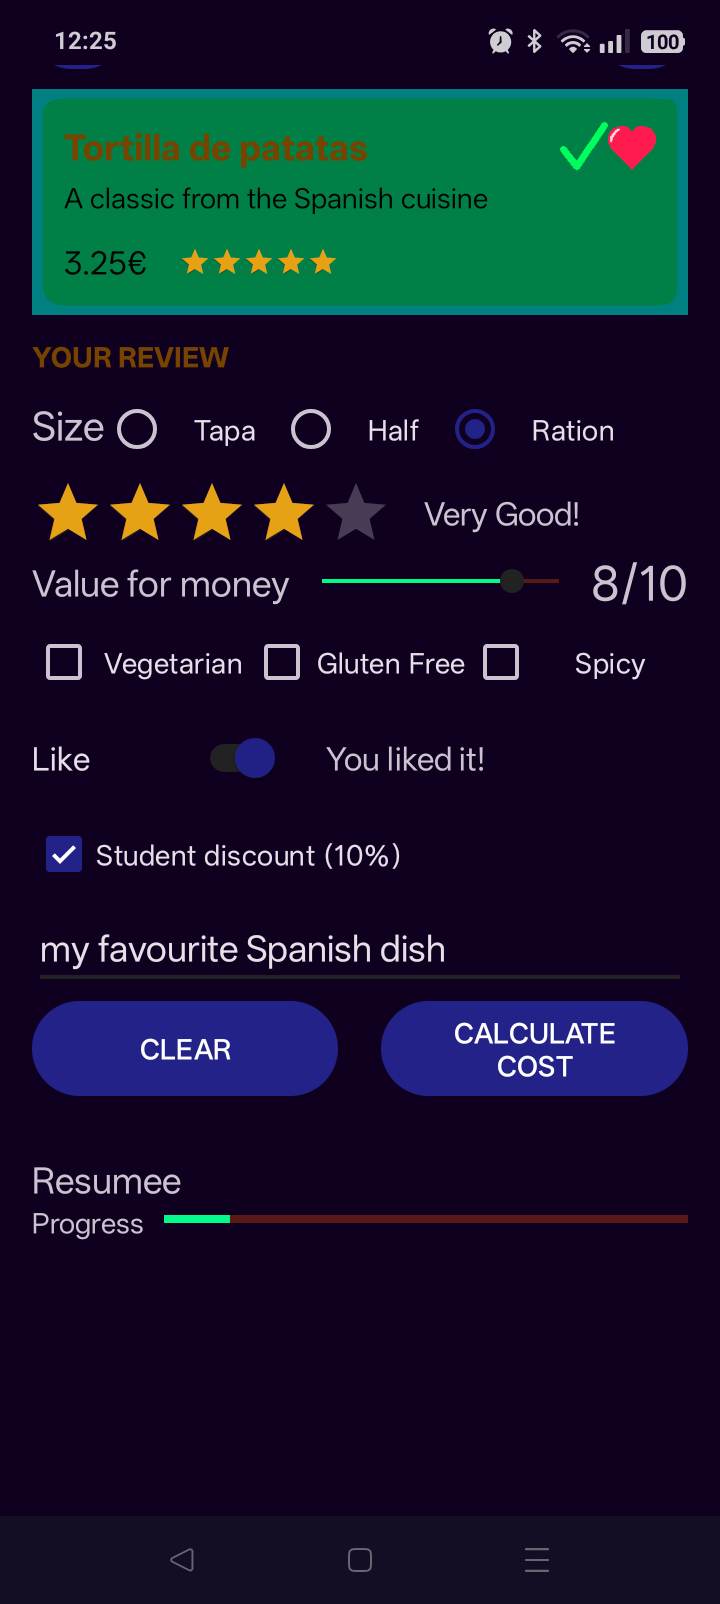 12:25
100
Tortilla de patatas
A classic from the Spanish cuisine
3.25€
YOUR REVIEW
Size Tapa Half Ration
Very Good!
Value for money 8/10
Vegetarian Gluten Free Spicy
Like You liked it!
Student discount (10%)
my favourite Spanish dish
CLEAR
CALCULATE
COST
Resumee
Progress